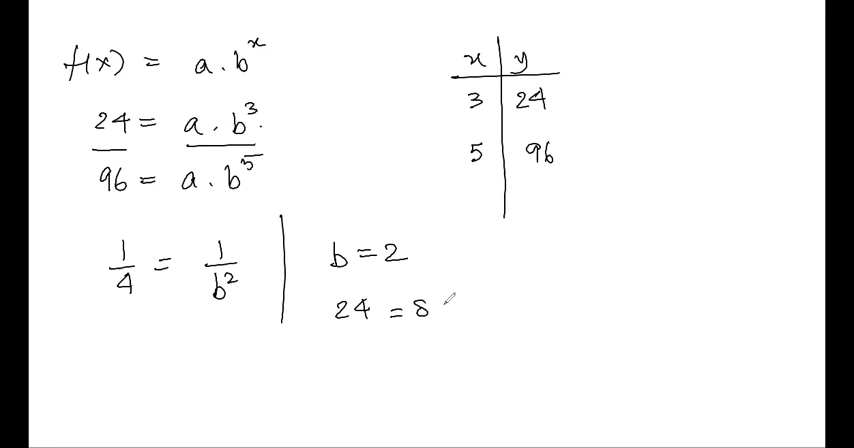 f(x) = a . b^x
24 = a . b^3 .
96 = a . b^5
1/4 = 1/b^2
b = 2
24 = 8
x | y
3 | 24
5 | 96